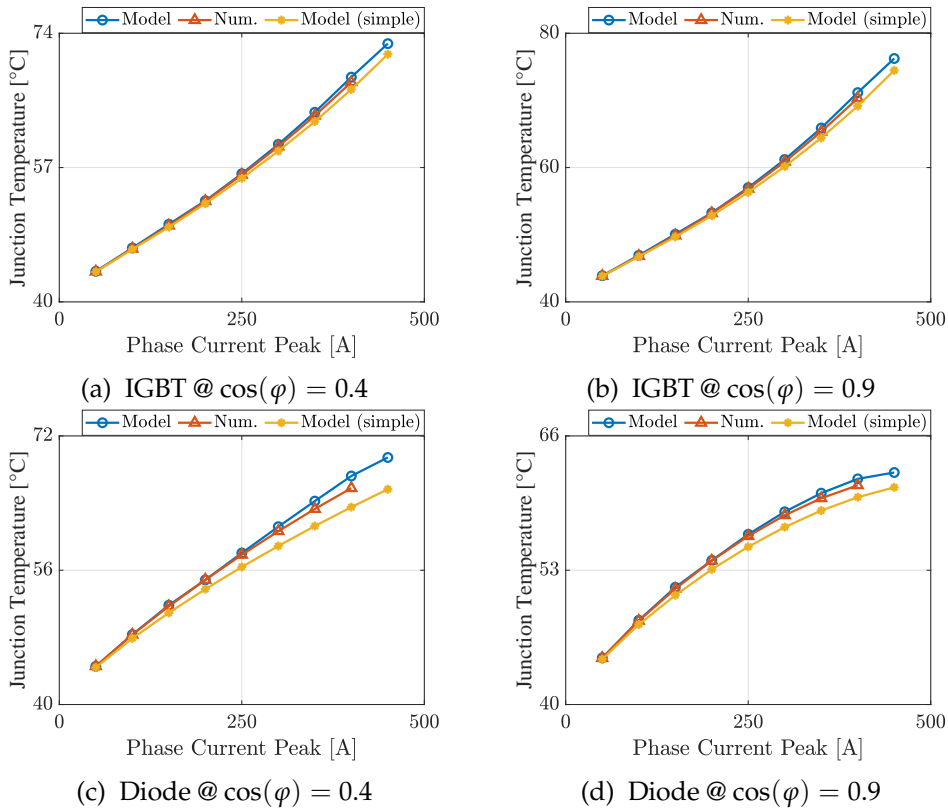 Model Num. Model (simple)
Junction Temperature [°C]
74
57
40
0 250 500
Phase Current Peak [A]
(a) IGBT @ cos(φ) = 0.4
Model Num. Model (simple)
Junction Temperature [°C]
80
60
40
0 250 500
Phase Current Peak [A]
(b) IGBT @ cos(φ) = 0.9
Model Num. Model (simple)
Junction Temperature [°C]
72
56
40
0 250 500
Phase Current Peak [A]
(c) Diode @ cos(φ) = 0.4
Model Num. Model (simple)
Junction Temperature [°C]
66
53
40
0 250 500
Phase Current Peak [A]
(d) Diode @ cos(φ) = 0.9